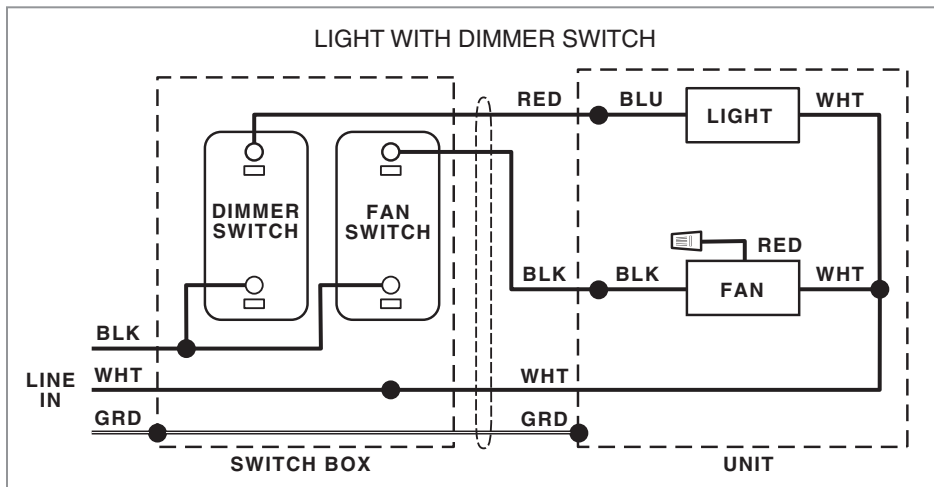 LIGHT WITH DIMMER SWITCH
RED
BLU
WHT
LIGHT
DIMMER
SWITCH
FAN
SWITCH
RED
BLK
BLK
WHT
FAN
BLK
LINE
IN
WHT
WHT
GRD
GRD
SWITCH BOX
UNIT